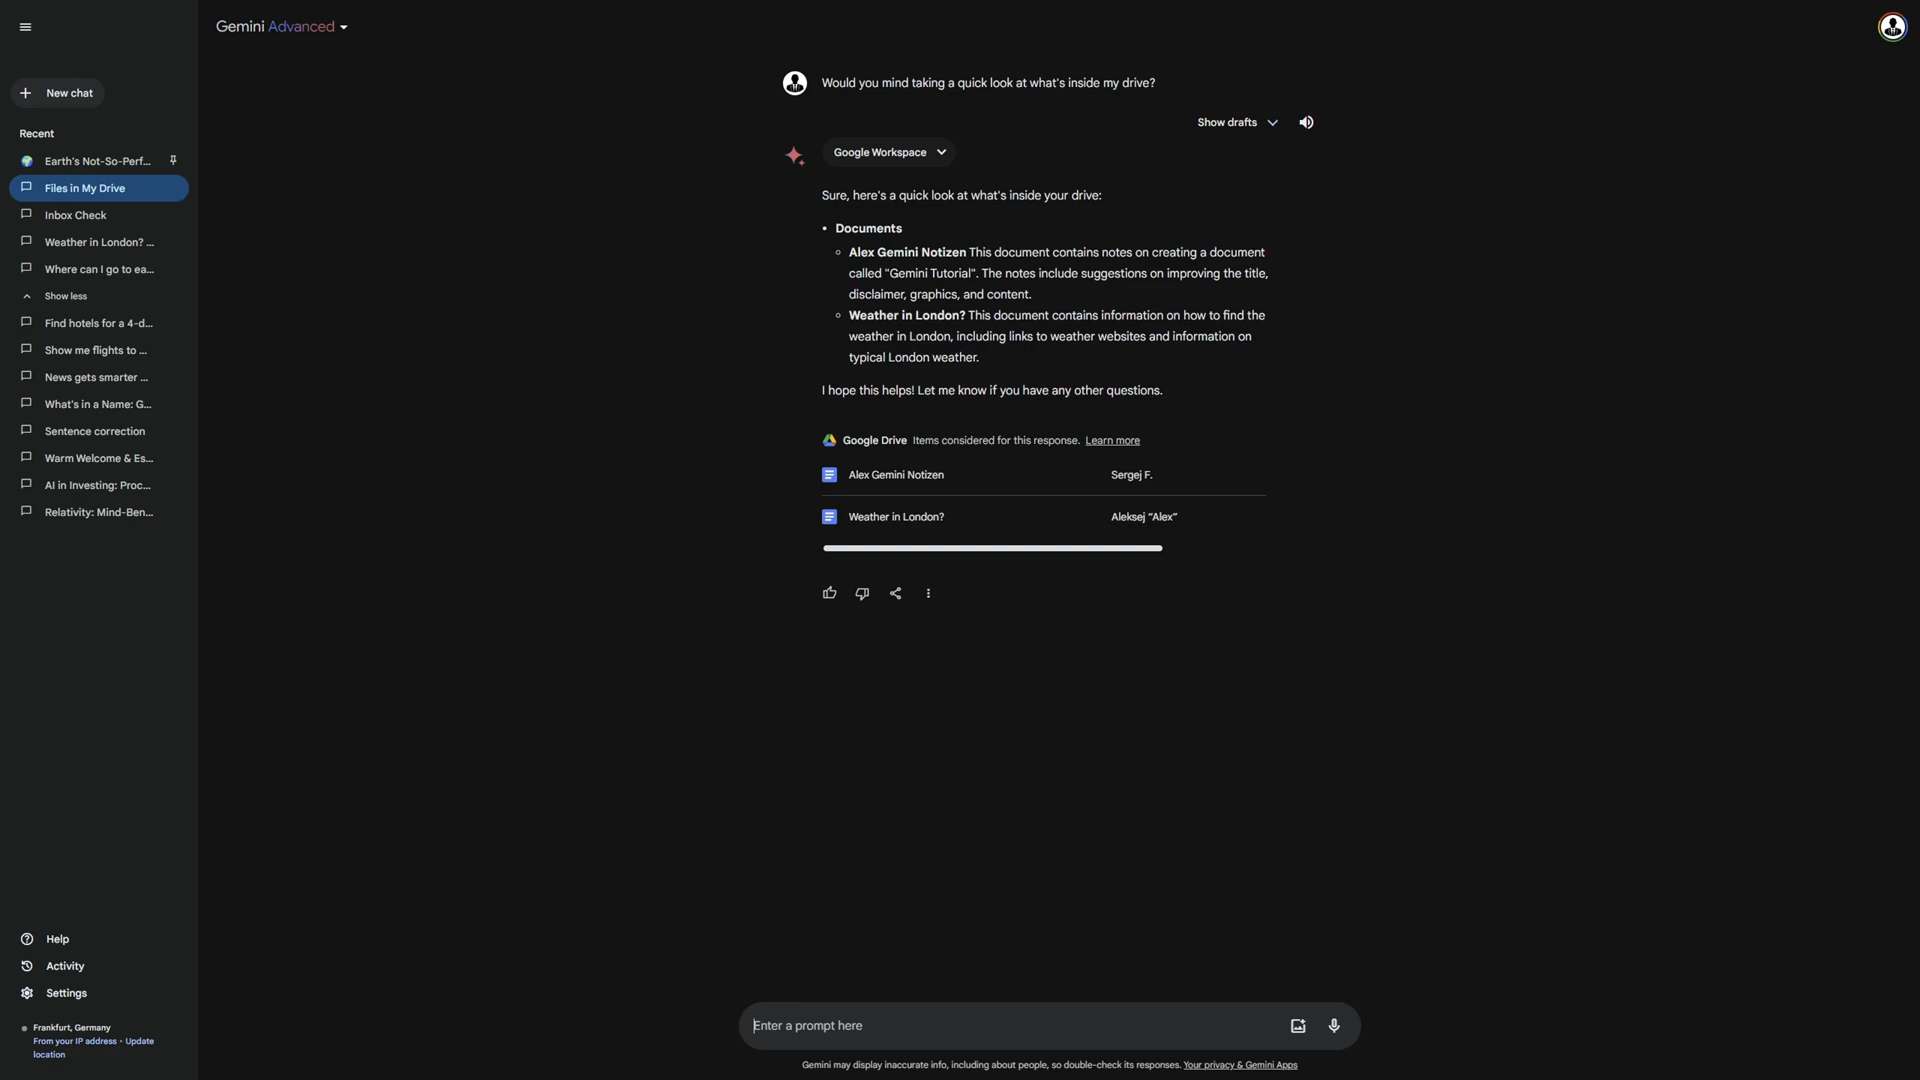 Gemini Advanced
New chat
Recent
Earth's Not-So-Perf...
Files in My Drive
Inbox Check
Weather in London? ...
Where can I go to ea...
Show less
Find hotels for a 4-d...
Show me flights to ...
News gets smarter ...
What's in a Name: G...
Sentence correction
Warm Welcome & Es...
AI in Investing: Proc...
Relativity: Mind-Ben...
Help
Activity
Settings
Frankfurt, Germany
From your IP address • Update
location
Would you mind taking a quick look at what's inside my drive?
Show drafts
Google Workspace
Sure, here's a quick look at what's inside your drive:
• Documents
Alex Gemini Notizen This document contains notes on creating a document
called "Gemini Tutorial". The notes include suggestions on improving the title,
disclaimer, graphics, and content.
Weather in London? This document contains information on how to find the
weather in London, including links to weather websites and information on
typical London weather.
I hope this helps! Let me know if you have any other questions.
Google Drive Items considered for this response. Learn more
Alex Gemini Notizen Sergej F.
Weather in London? Aleksej “Alex”
Enter a prompt here
Gemini may display inaccurate info, including about people, so double-check its responses. Your privacy & Gemini Apps